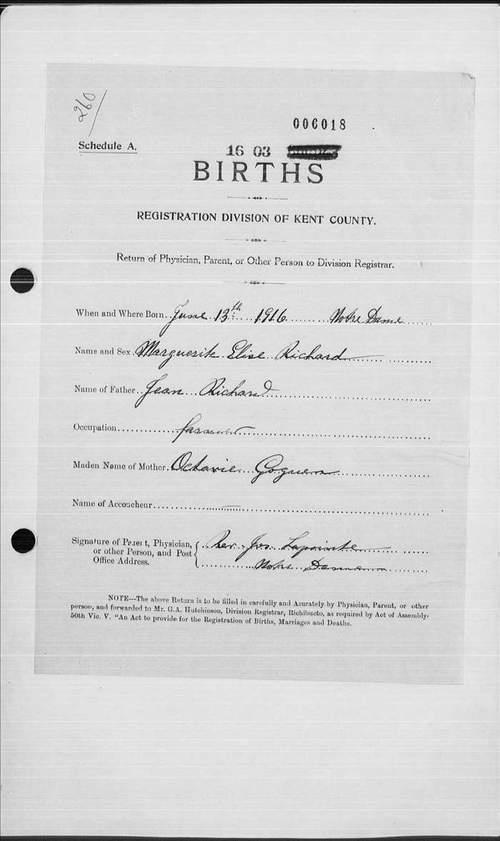 260
006018
Schedule A.
16 03
BIRTHS
REGISTRATION DIVISION OF KENT COUNTY.
Return of Physician, Parent, or Other Person to Division Registrar.
When and Where Born. June 13th 1916 Notre Dame
Name and Sex. Marguerite Elise Richard
Name of Father. Jean Richard
Occupation farmer
Maden Name of Mother. Octavie Goguen
Name of Accoucheur
Signature of Parent, Physician, Rev. Jos. Lapointe
or other Person, and Post
Office Address. Notre Dame
NOTE—The above Return is to be filled in carefully and Acurately by Physician, Parent, or other
person, and forwarded to Mr. G.A. Hutchinson, Division Registrar, Richibucto, as required by Act of Assembly.
50th Vic. V. "An Act to provide for the Registration of Births, Marriages and Deaths.